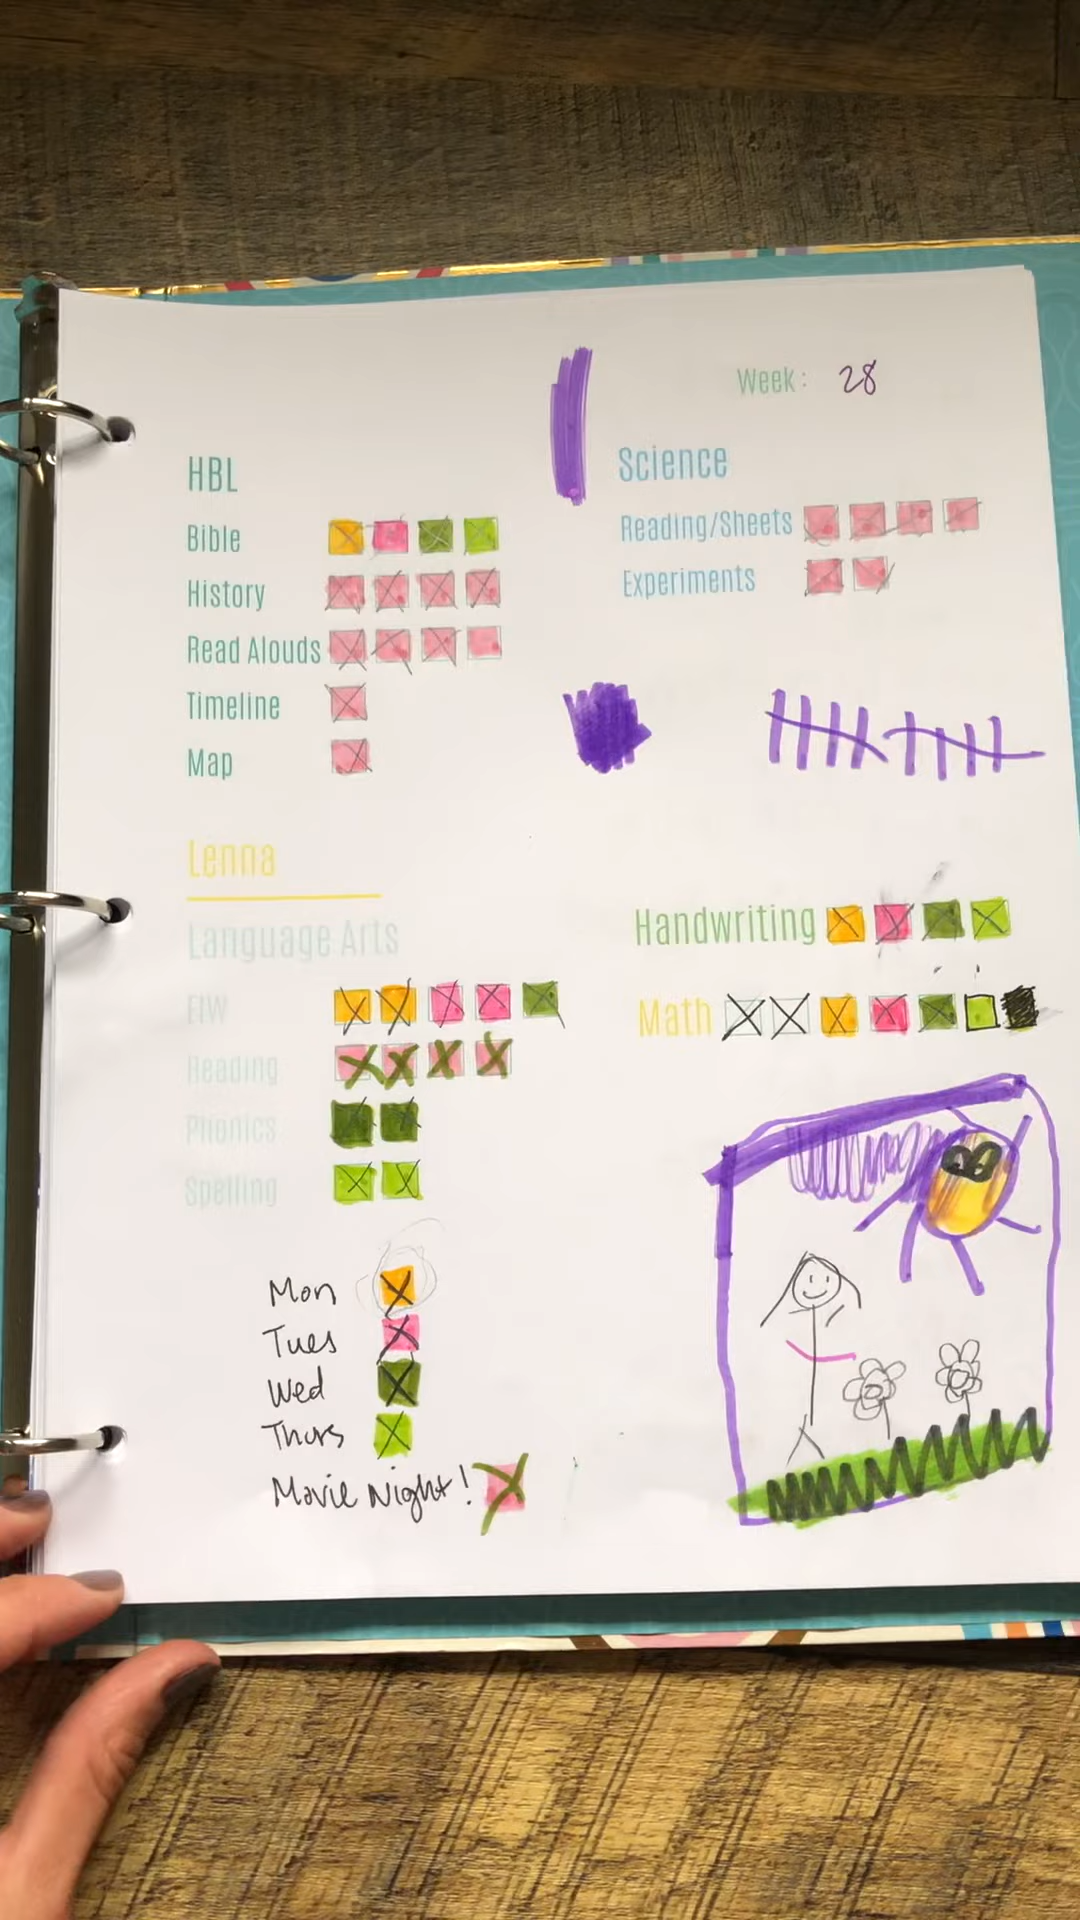 Week: 28
HBL
Bible
History
Read Alouds
Timeline
Map
Science
Reading/Sheets
Experiments
Lenna
Language Arts
EIW
Reading
Phonics
Spelling
Handwriting
Math
Mon
Tues
Wed
Thurs
Movie Night!